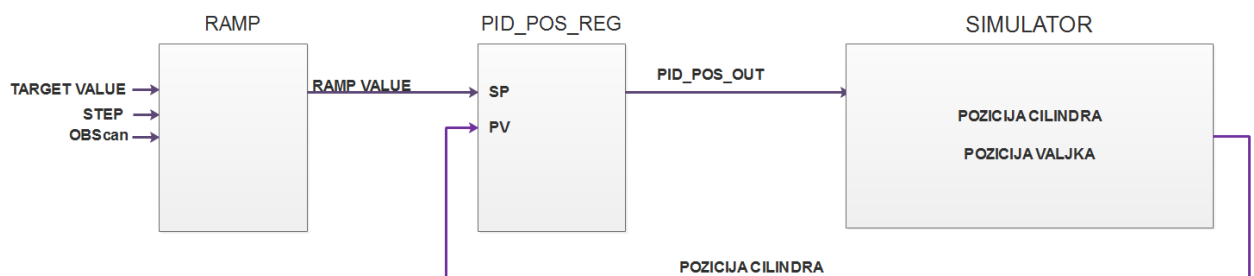 RAMP
PID_POS_REG
SIMULATOR
TARGET VALUE
STEP
OBScan
RAMP VALUE
SP
PV
PID_POS_OUT
POZICIJA CILINDRA
POZICIJA VALJKA
POZICIJA CILINDRA